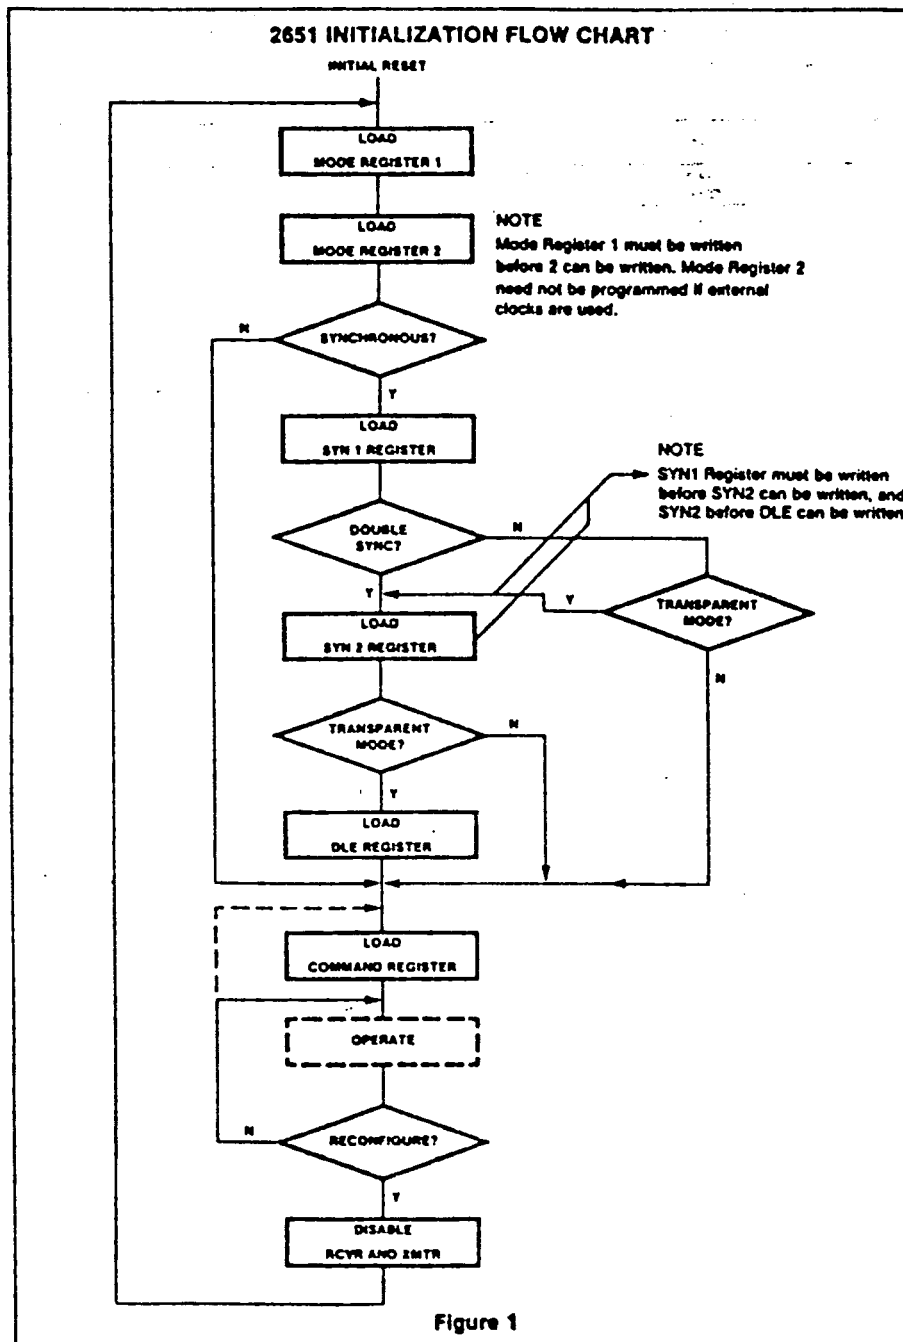 2651 INITIALIZATION FLOW CHART
INITIAL RESET
LOAD
MODE REGISTER 1
LOAD
MODE REGISTER 2
NOTE
Mode Register 1 must be written
before 2 can be written. Mode Register 2
need not be programmed if external
clocks are used.
N
SYNCHRONOUS?
Y
LOAD
SYN 1 REGISTER
NOTE
SYN1 Register must be written
before SYN2 can be written, and
SYN2 before DLE can be written
DOUBLE
SYNC?
N
Y
Y
TRANSPARENT
MODE?
LOAD
SYN 2 REGISTER
N
TRANSPARENT
MODE?
N
Y
LOAD
DLE REGISTER
LOAD
COMMAND REGISTER
OPERATE
N
RECONFIGURE?
Y
DISABLE
RCVR AND XMTR
Figure 1